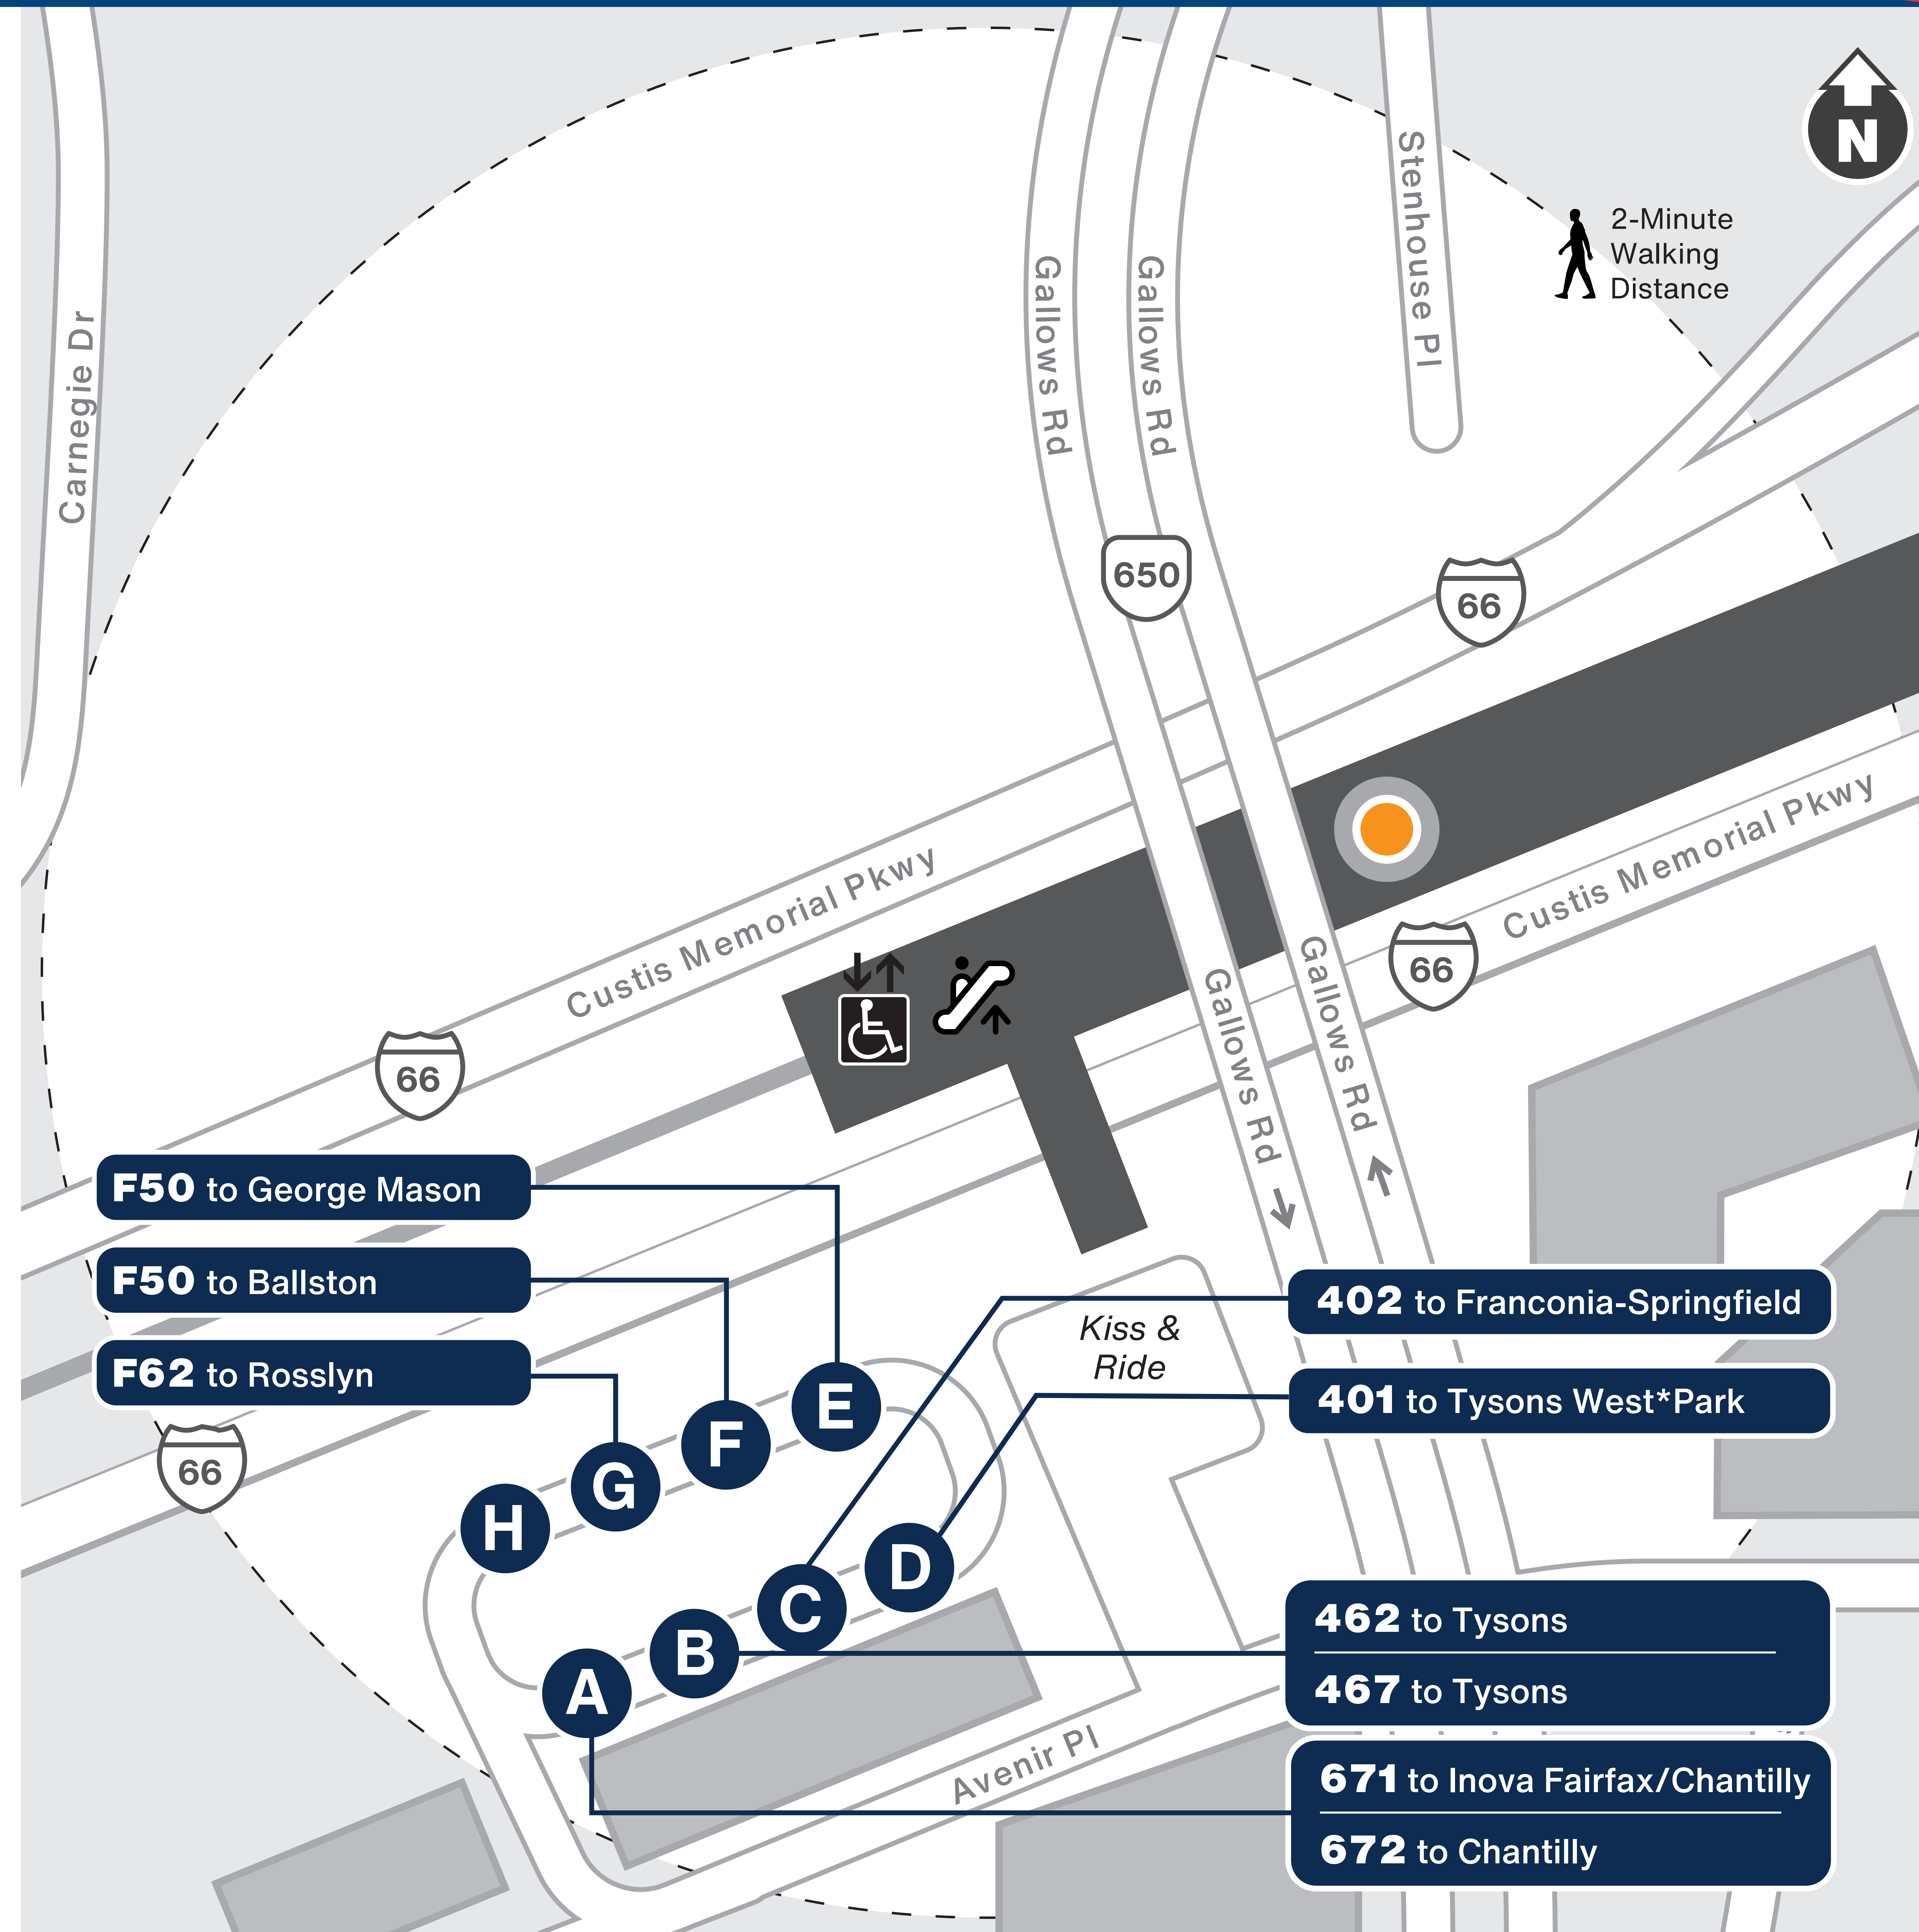 N
2-Minute
Walking
Distance
Stenhouse Pl
Gallows Rd
Gallows Rd
Carnegie Dr
650
66
Custis Memorial Pkwy
Custis Memorial Pkwy
66
66
Gallows Rd
Gallows Rd
F50 to George Mason
F50 to Ballston
F62 to Rosslyn
402 to Franconia-Springfield
Kiss &
Ride
401 to Tysons West*Park
66
E
F
G
H
D
C
B
A
462 to Tysons
467 to Tysons
Avenir Pl
671 to Inova Fairfax/Chantilly
672 to Chantilly